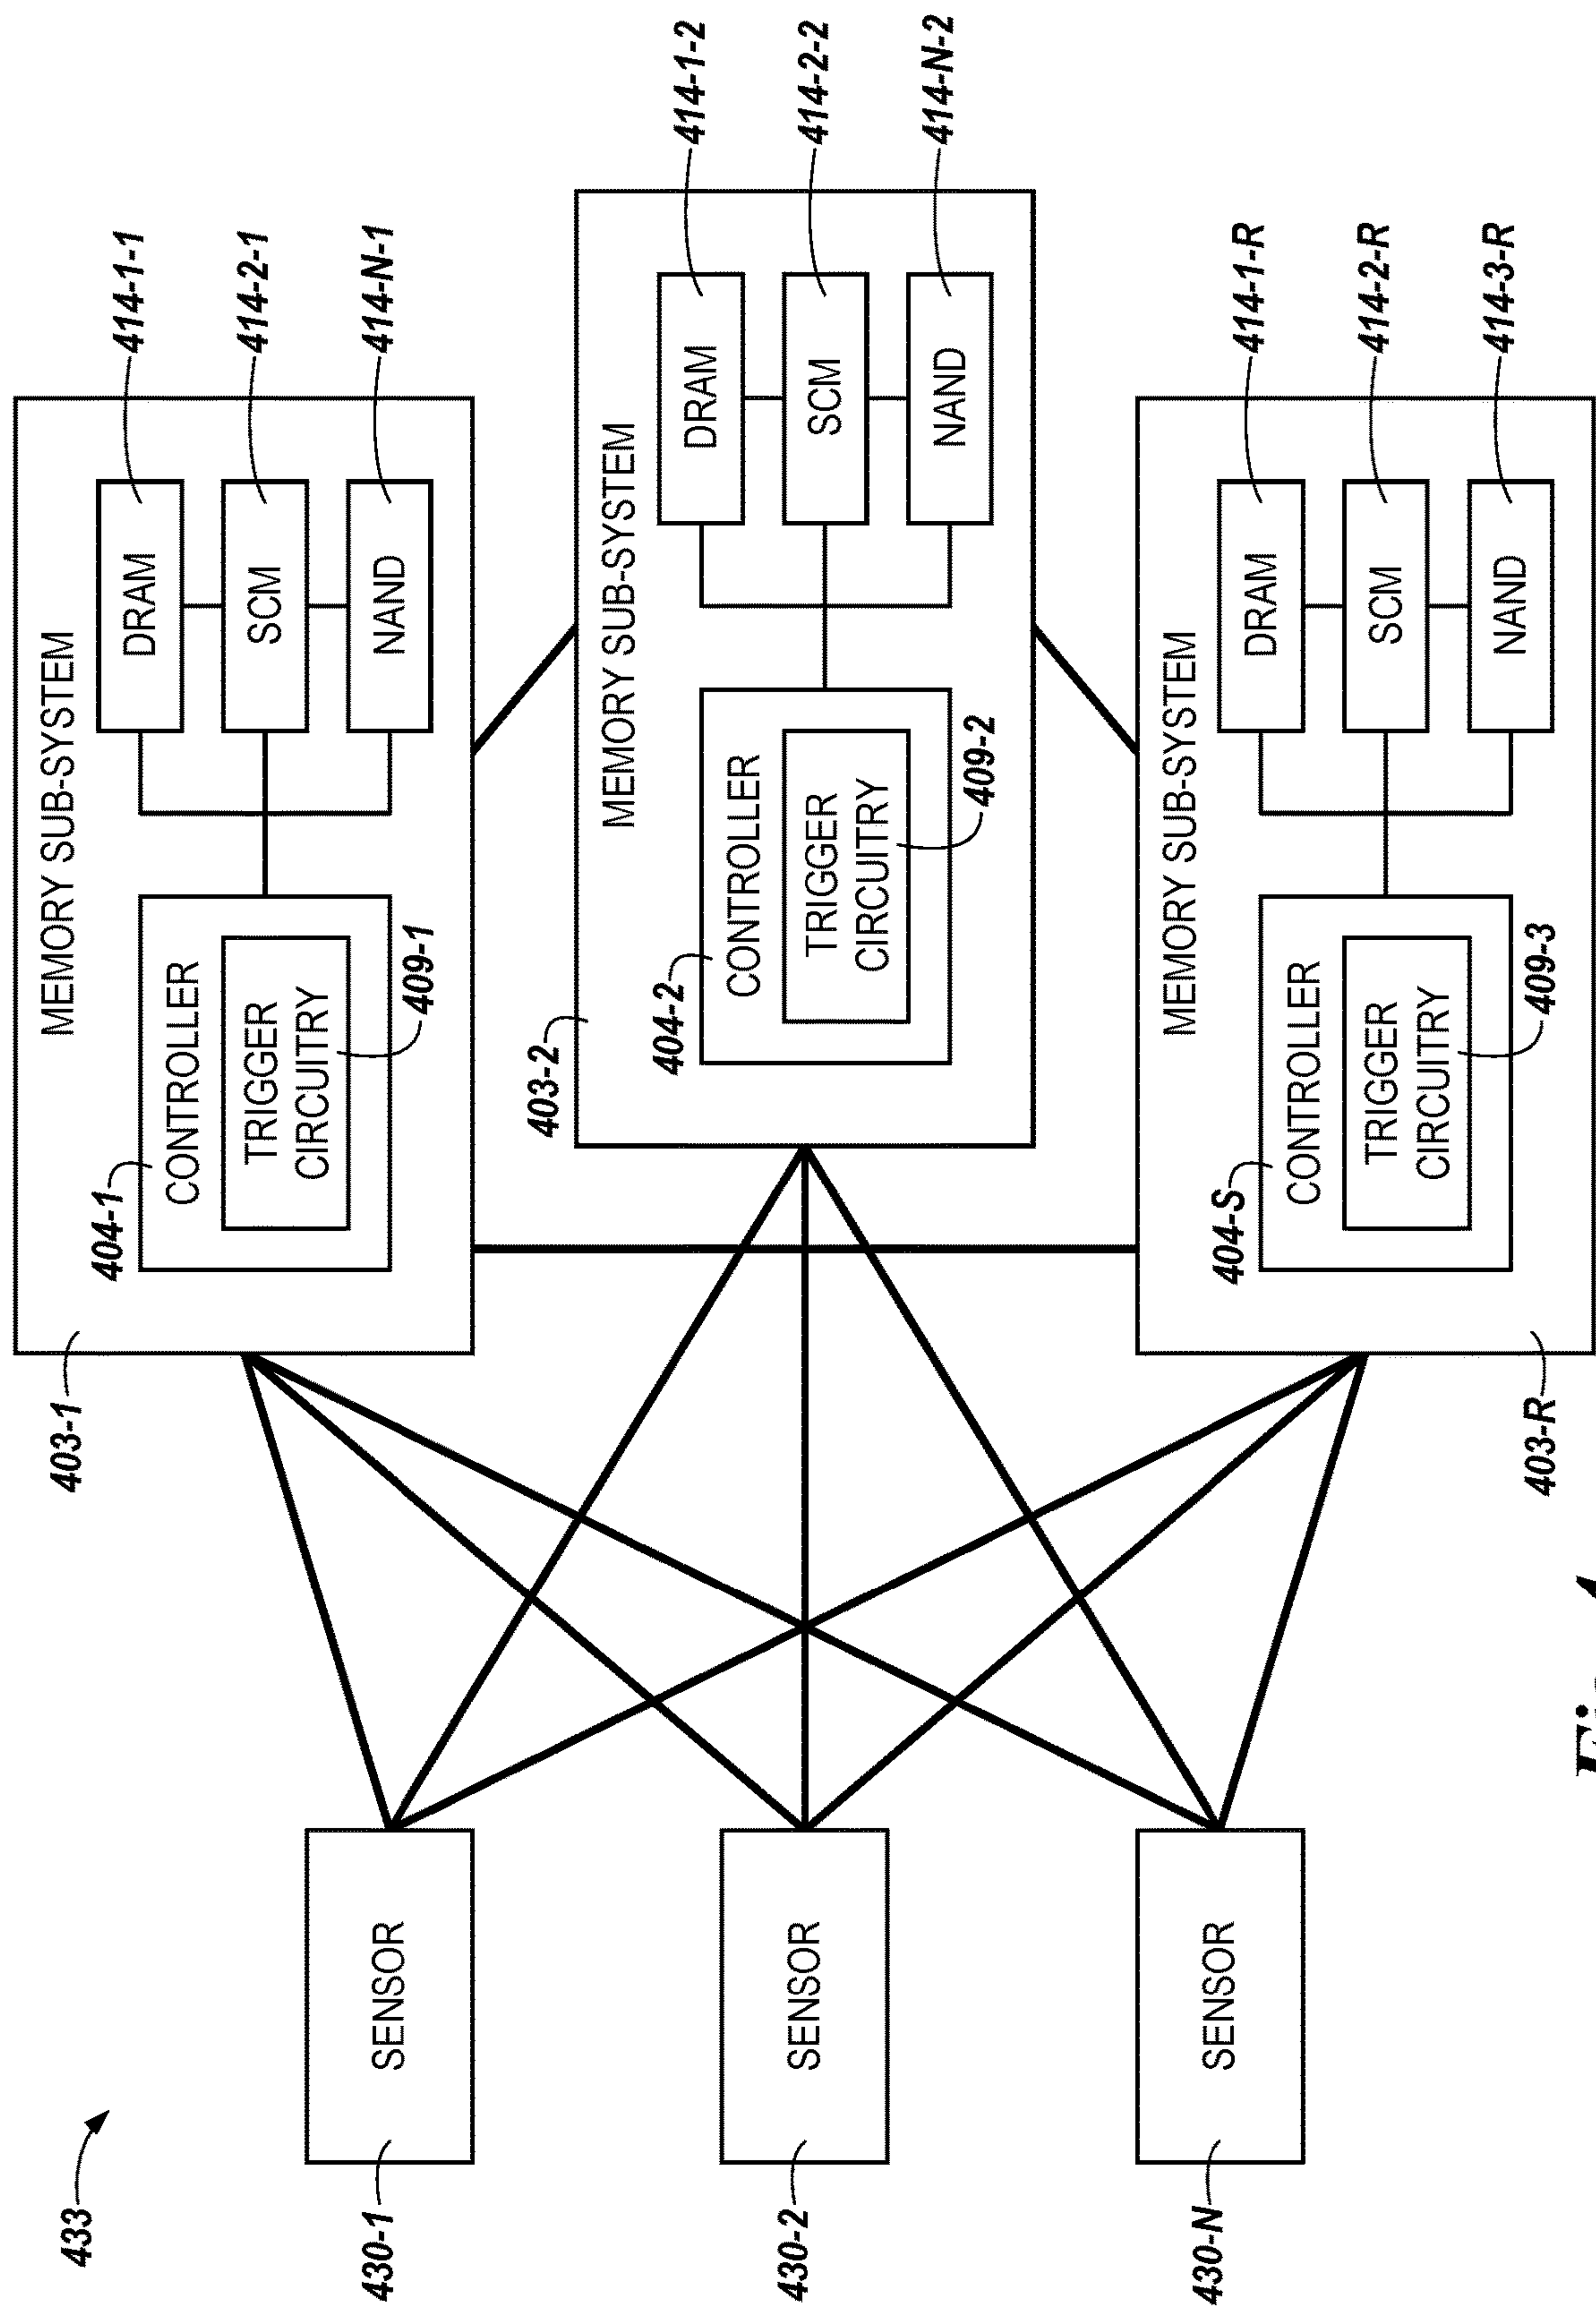 433
430-1
SENSOR
430-2
SENSOR
430-N
SENSOR
403-1
MEMORY SUB-SYSTEM
404-1
CONTROLLER
TRIGGER
CIRCUITRY
409-1
DRAM
SCM
NAND
414-1-1
414-2-1
414-N-1
403-2
MEMORY SUB-SYSTEM
404-2
CONTROLLER
TRIGGER
CIRCUITRY
409-2
DRAM
SCM
NAND
414-1-2
414-2-2
414-N-2
403-R
MEMORY SUB-SYSTEM
404-S
CONTROLLER
TRIGGER
CIRCUITRY
409-3
DRAM
SCM
NAND
414-1-R
414-2-R
414-3-R